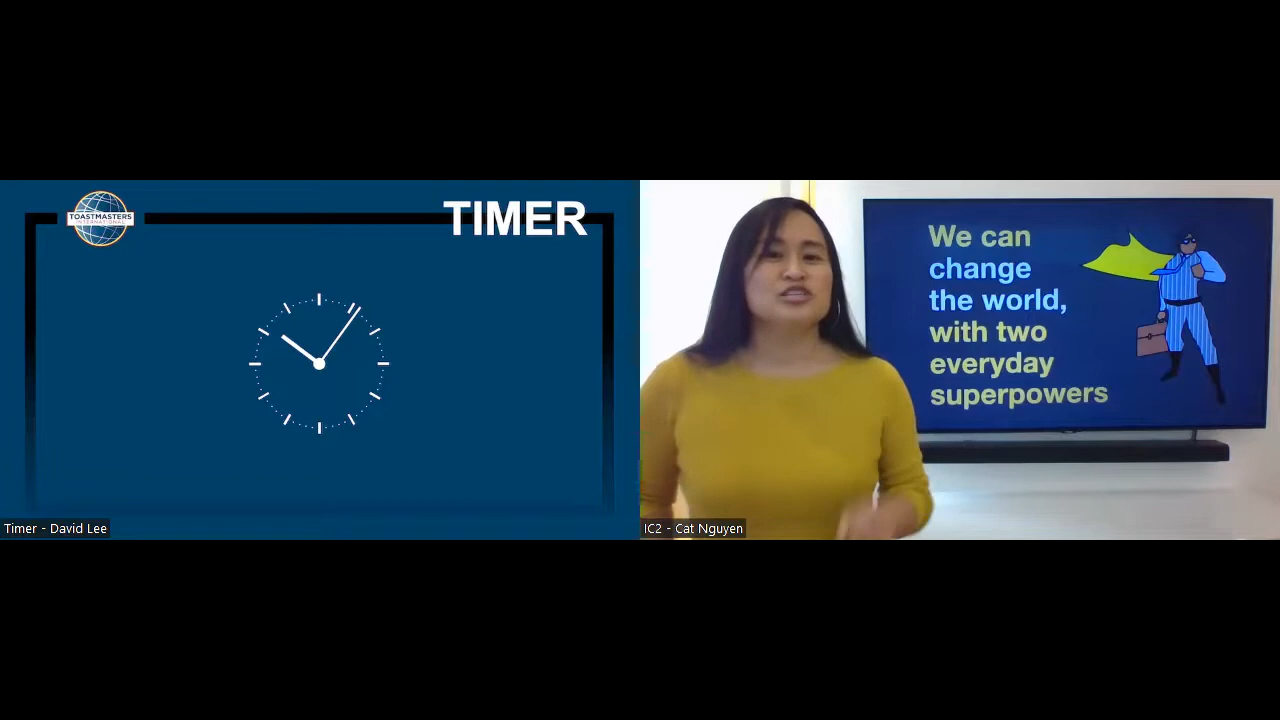 TOASTMASTERS
INTERNATIONAL
TIMER
Timer - David Lee
We can
change
the world,
with two
everyday
superpowers
IC2 - Cat Nguyen